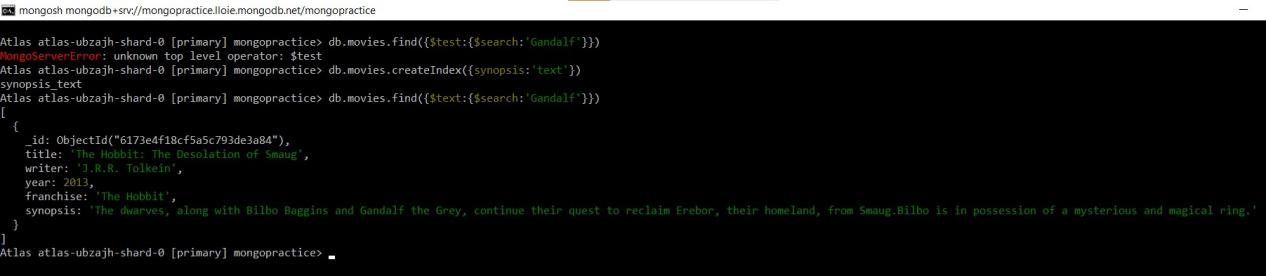 mongosh mongodb+srv://mongopractice.lloie.mongodb.net/mongopractice
Atlas atlas-ubzajh-shard-0 [primary] mongopractice> db.movies.find({$test:{$search:'Gandalf'}})
MongoServerError: unknown top level operator: $test
Atlas atlas-ubzajh-shard-0 [primary] mongopractice> db.movies.createIndex({synopsis:'text'})
synopsis_text
Atlas atlas-ubzajh-shard-0 [primary] mongopractice> db.movies.find({$text:{$search:'Gandalf'}})
[
  {
    _id: ObjectId("6173e4f18cf5a5c793de3a84"),
    title: 'The Hobbit: The Desolation of Smaug',
    writer: 'J.R.R. Tolkein',
    year: 2013,
    franchise: 'The Hobbit',
    synopsis: 'The dwarves, along with Bilbo Baggins and Gandalf the Grey, continue their quest to reclaim Erebor, their homeland, from Smaug.Bilbo is in possession of a mysterious and magical ring.'
  }
]
Atlas atlas-ubzajh-shard-0 [primary] mongopractice>